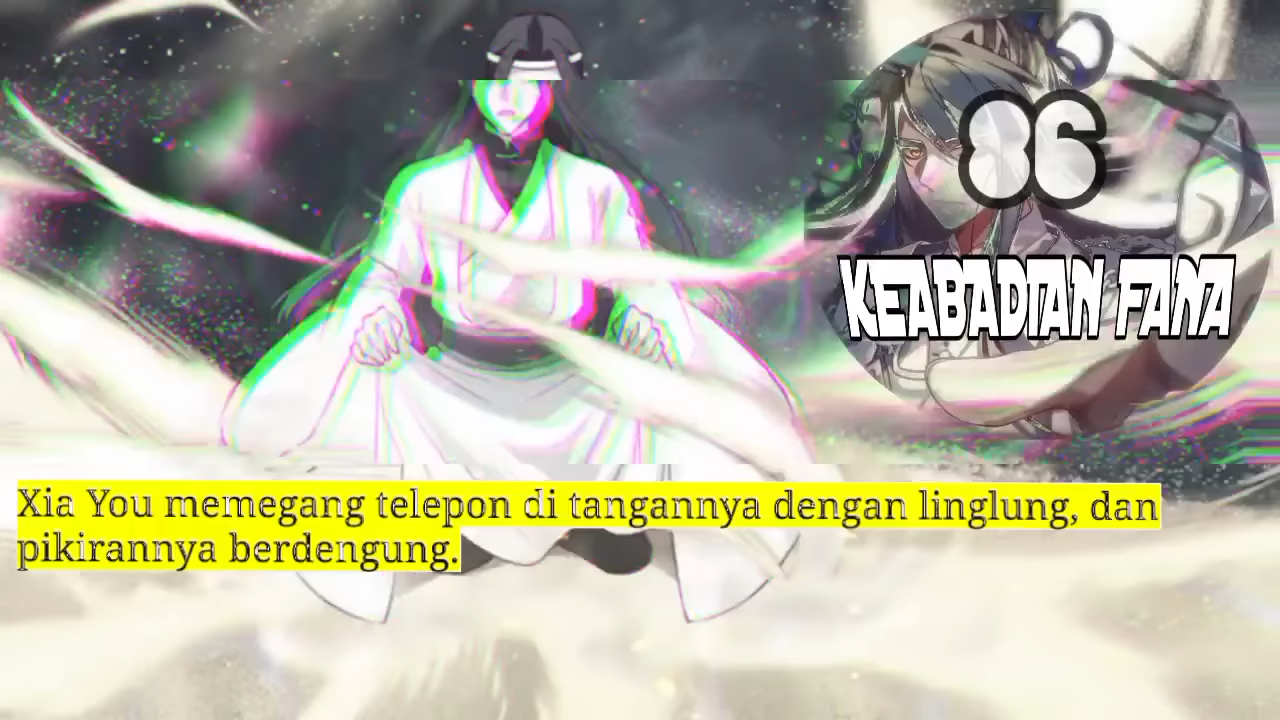 86
KEABADIAN FANA
Xia You memegang telepon di tangannya dengan linglung, dan
pikirannya berdengung.